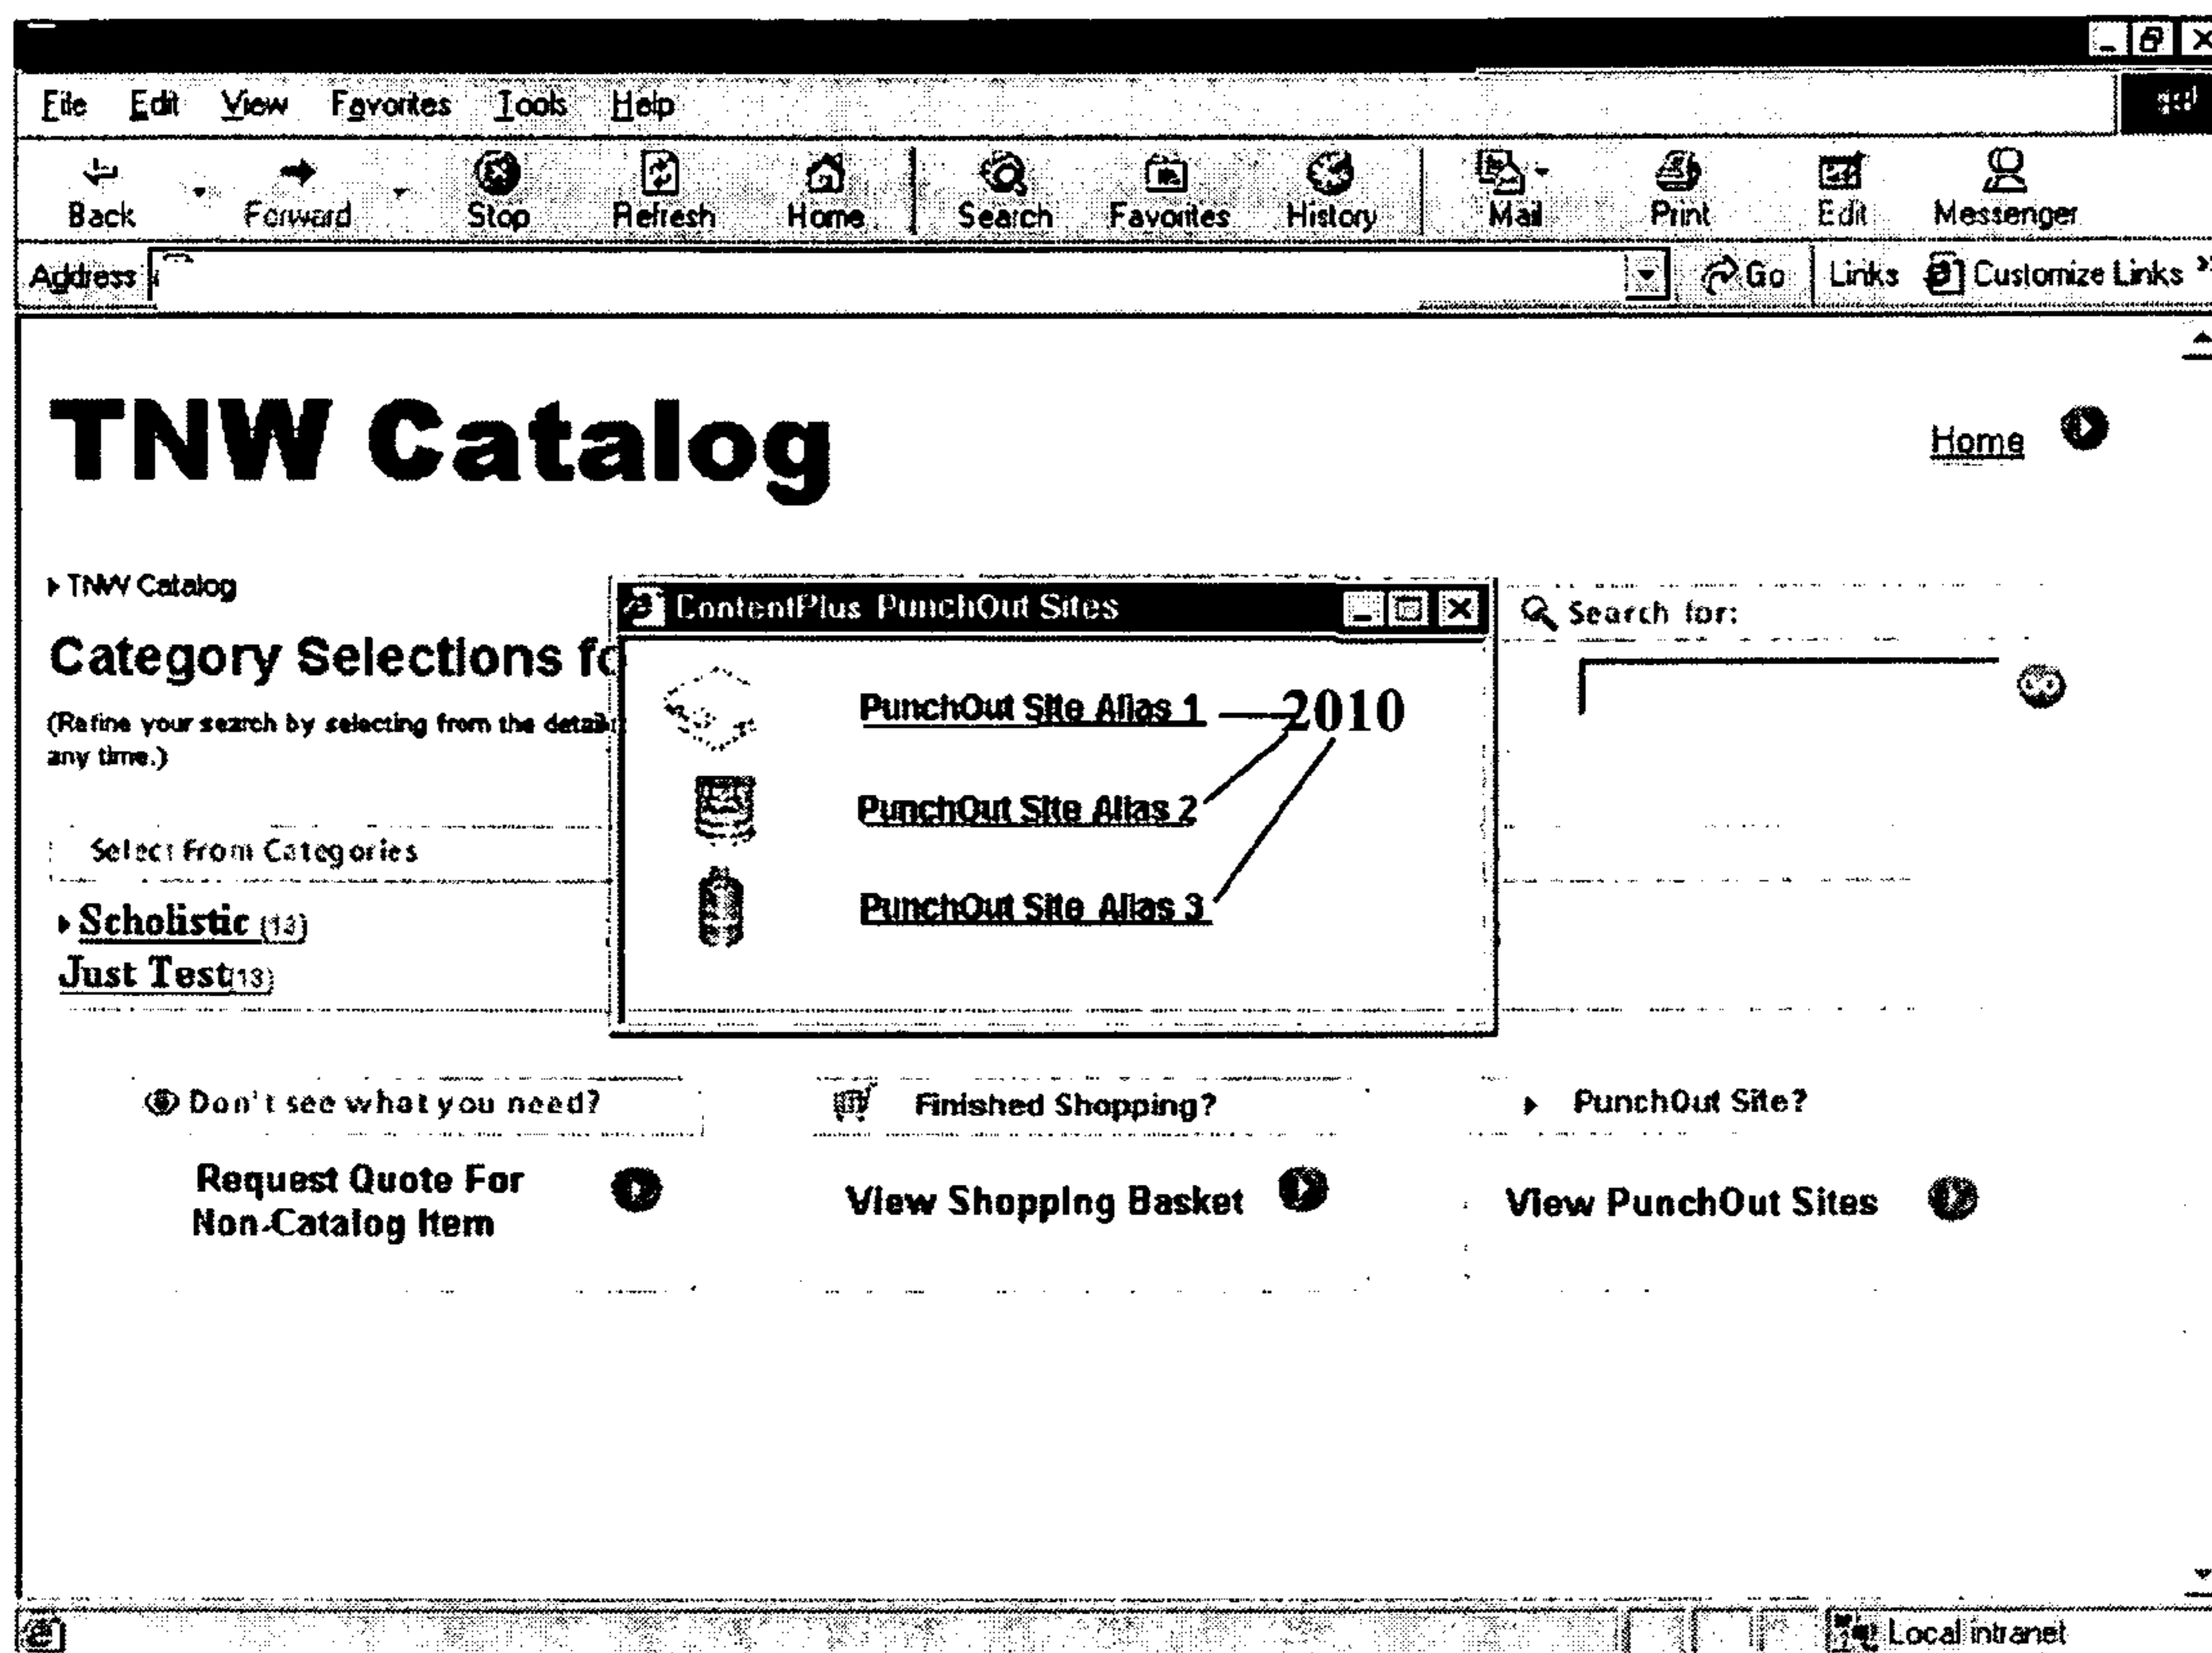 File Edit View Favorites Tools Help
Back Forward Stop Refresh Home Search Favorites History Mail Print Edit Messenger
Address Go Links Customize Links »
TNW Catalog
Home
TNW Catalog
ContentPlus PunchOut Sites
Search for:
Category Selections fo
(Refine your search by selecting from the detail
any time.)
PunchOut Site Alias 1 2010
PunchOut Site Alias 2
PunchOut Site Alias 3
Select From Categories
Scholistic (13)
Just Test(13)
Don't see what you need? Finished Shopping? PunchOut Site?
Request Quote For
Non-Catalog Item
View Shopping Basket
View PunchOut Sites
Local intranet